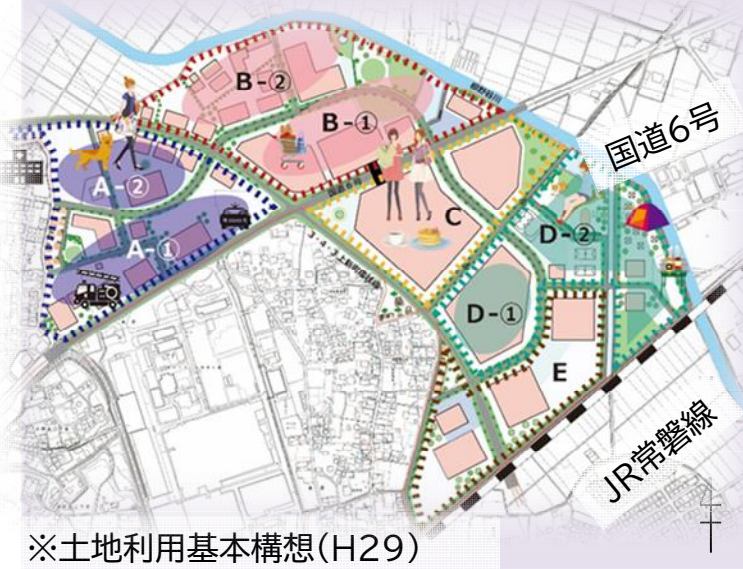 B-②
B-①
国道6号
A-②
C
D-②
A-①
D-①
E
JR常磐線
※土地利用基本構想(H29)